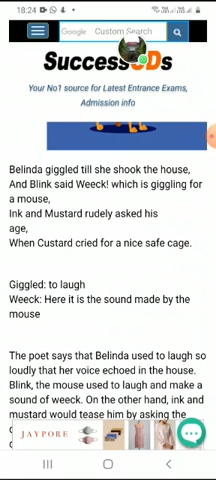 18:24
Google Custom Search
SuccessCDs
Your No1 source for Latest Entrance Exams,
Admission info
Belinda giggled till she shook the house,
And Blink said Weeck! which is giggling for
a mouse,
Ink and Mustard rudely asked his
age,
When Custard cried for a nice safe cage.
Giggled: to laugh
Weeck: Here it is the sound made by the
mouse
The poet says that Belinda used to laugh so
loudly that her voice echoed in the house.
Blink, the mouse used to laugh and make a
sound of weeck. On the other hand, ink and
mustard would tease him by asking the
JAYPORE